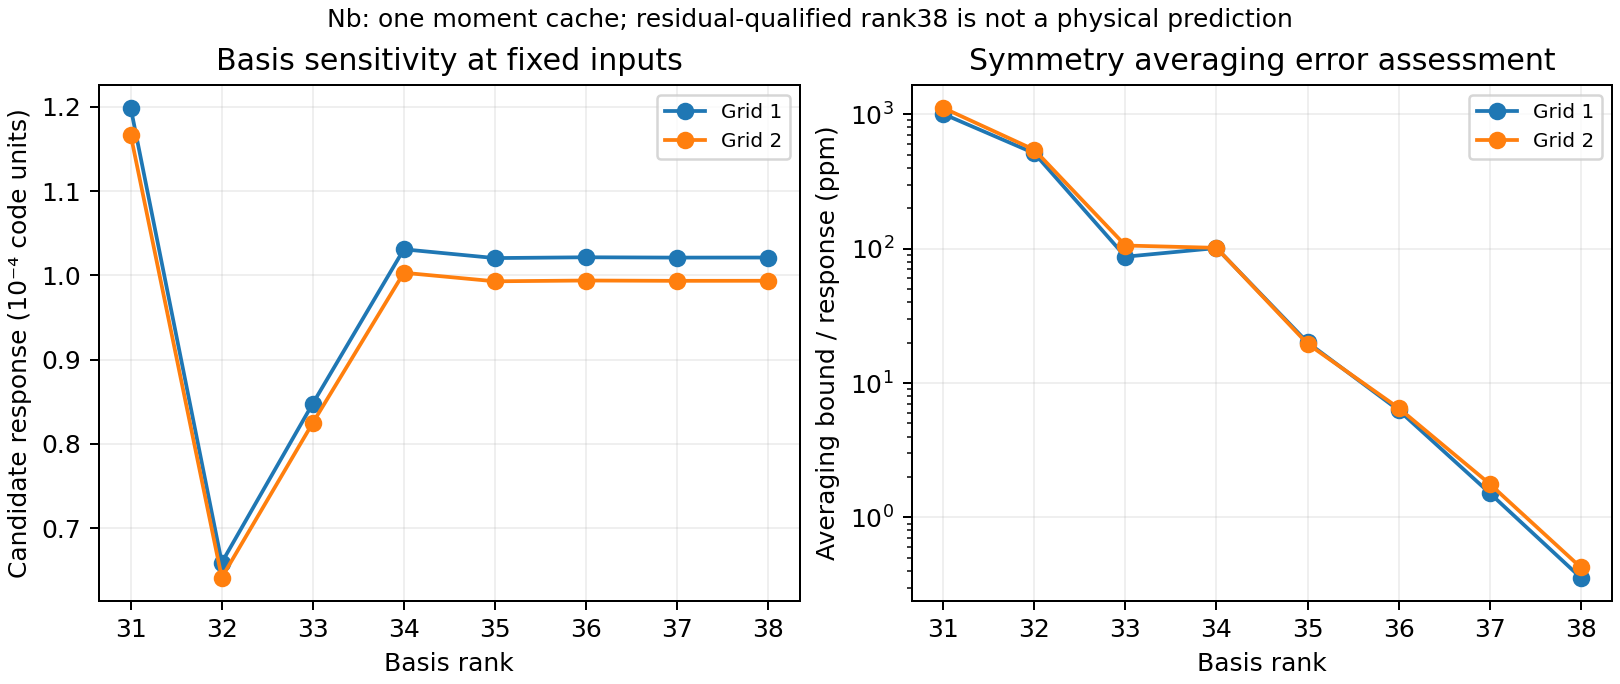 Nb: one moment cache; residual-qualified rank38 is not a physical prediction
Basis sensitivity at fixed inputs
Candidate response (10⁻⁴ code units)
1.2
1.1
1.0
0.9
0.8
0.7
Grid 1
Grid 2
31 32 33 34 35 36 37 38
Basis rank
Symmetry averaging error assessment
Averaging bound / response (ppm)
10³
10²
10¹
10⁰
Grid 1
Grid 2
31 32 33 34 35 36 37 38
Basis rank